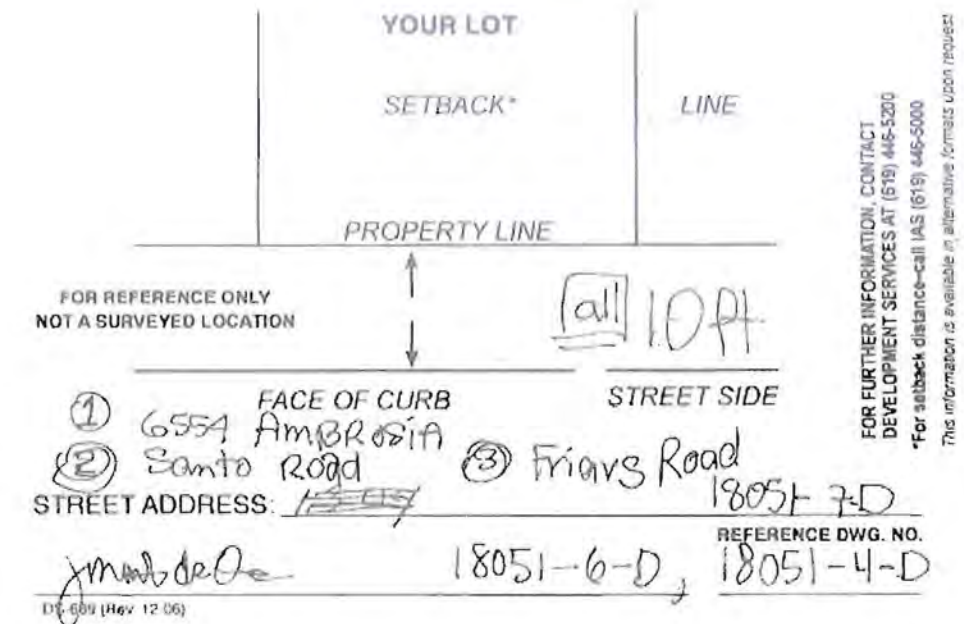 YOUR LOT
SETBACK*
LINE
PROPERTY LINE
FOR REFERENCE ONLY
NOT A SURVEYED LOCATION
all 10 ft.
FACE OF CURB
STREET SIDE
① 6554 AMBROSIA
② Santo Road ③ Friars Road
STREET ADDRESS:
18051-7-D
REFERENCE DWG. NO.
18051-6-D, 18051-4-D
DS-689 (Rev. 12-06)
FOR FURTHER INFORMATION, CONTACT
DEVELOPMENT SERVICES AT (619) 446-5200
*For setback distance-call IAS (619) 446-5000
This information is available in alternative formats upon request